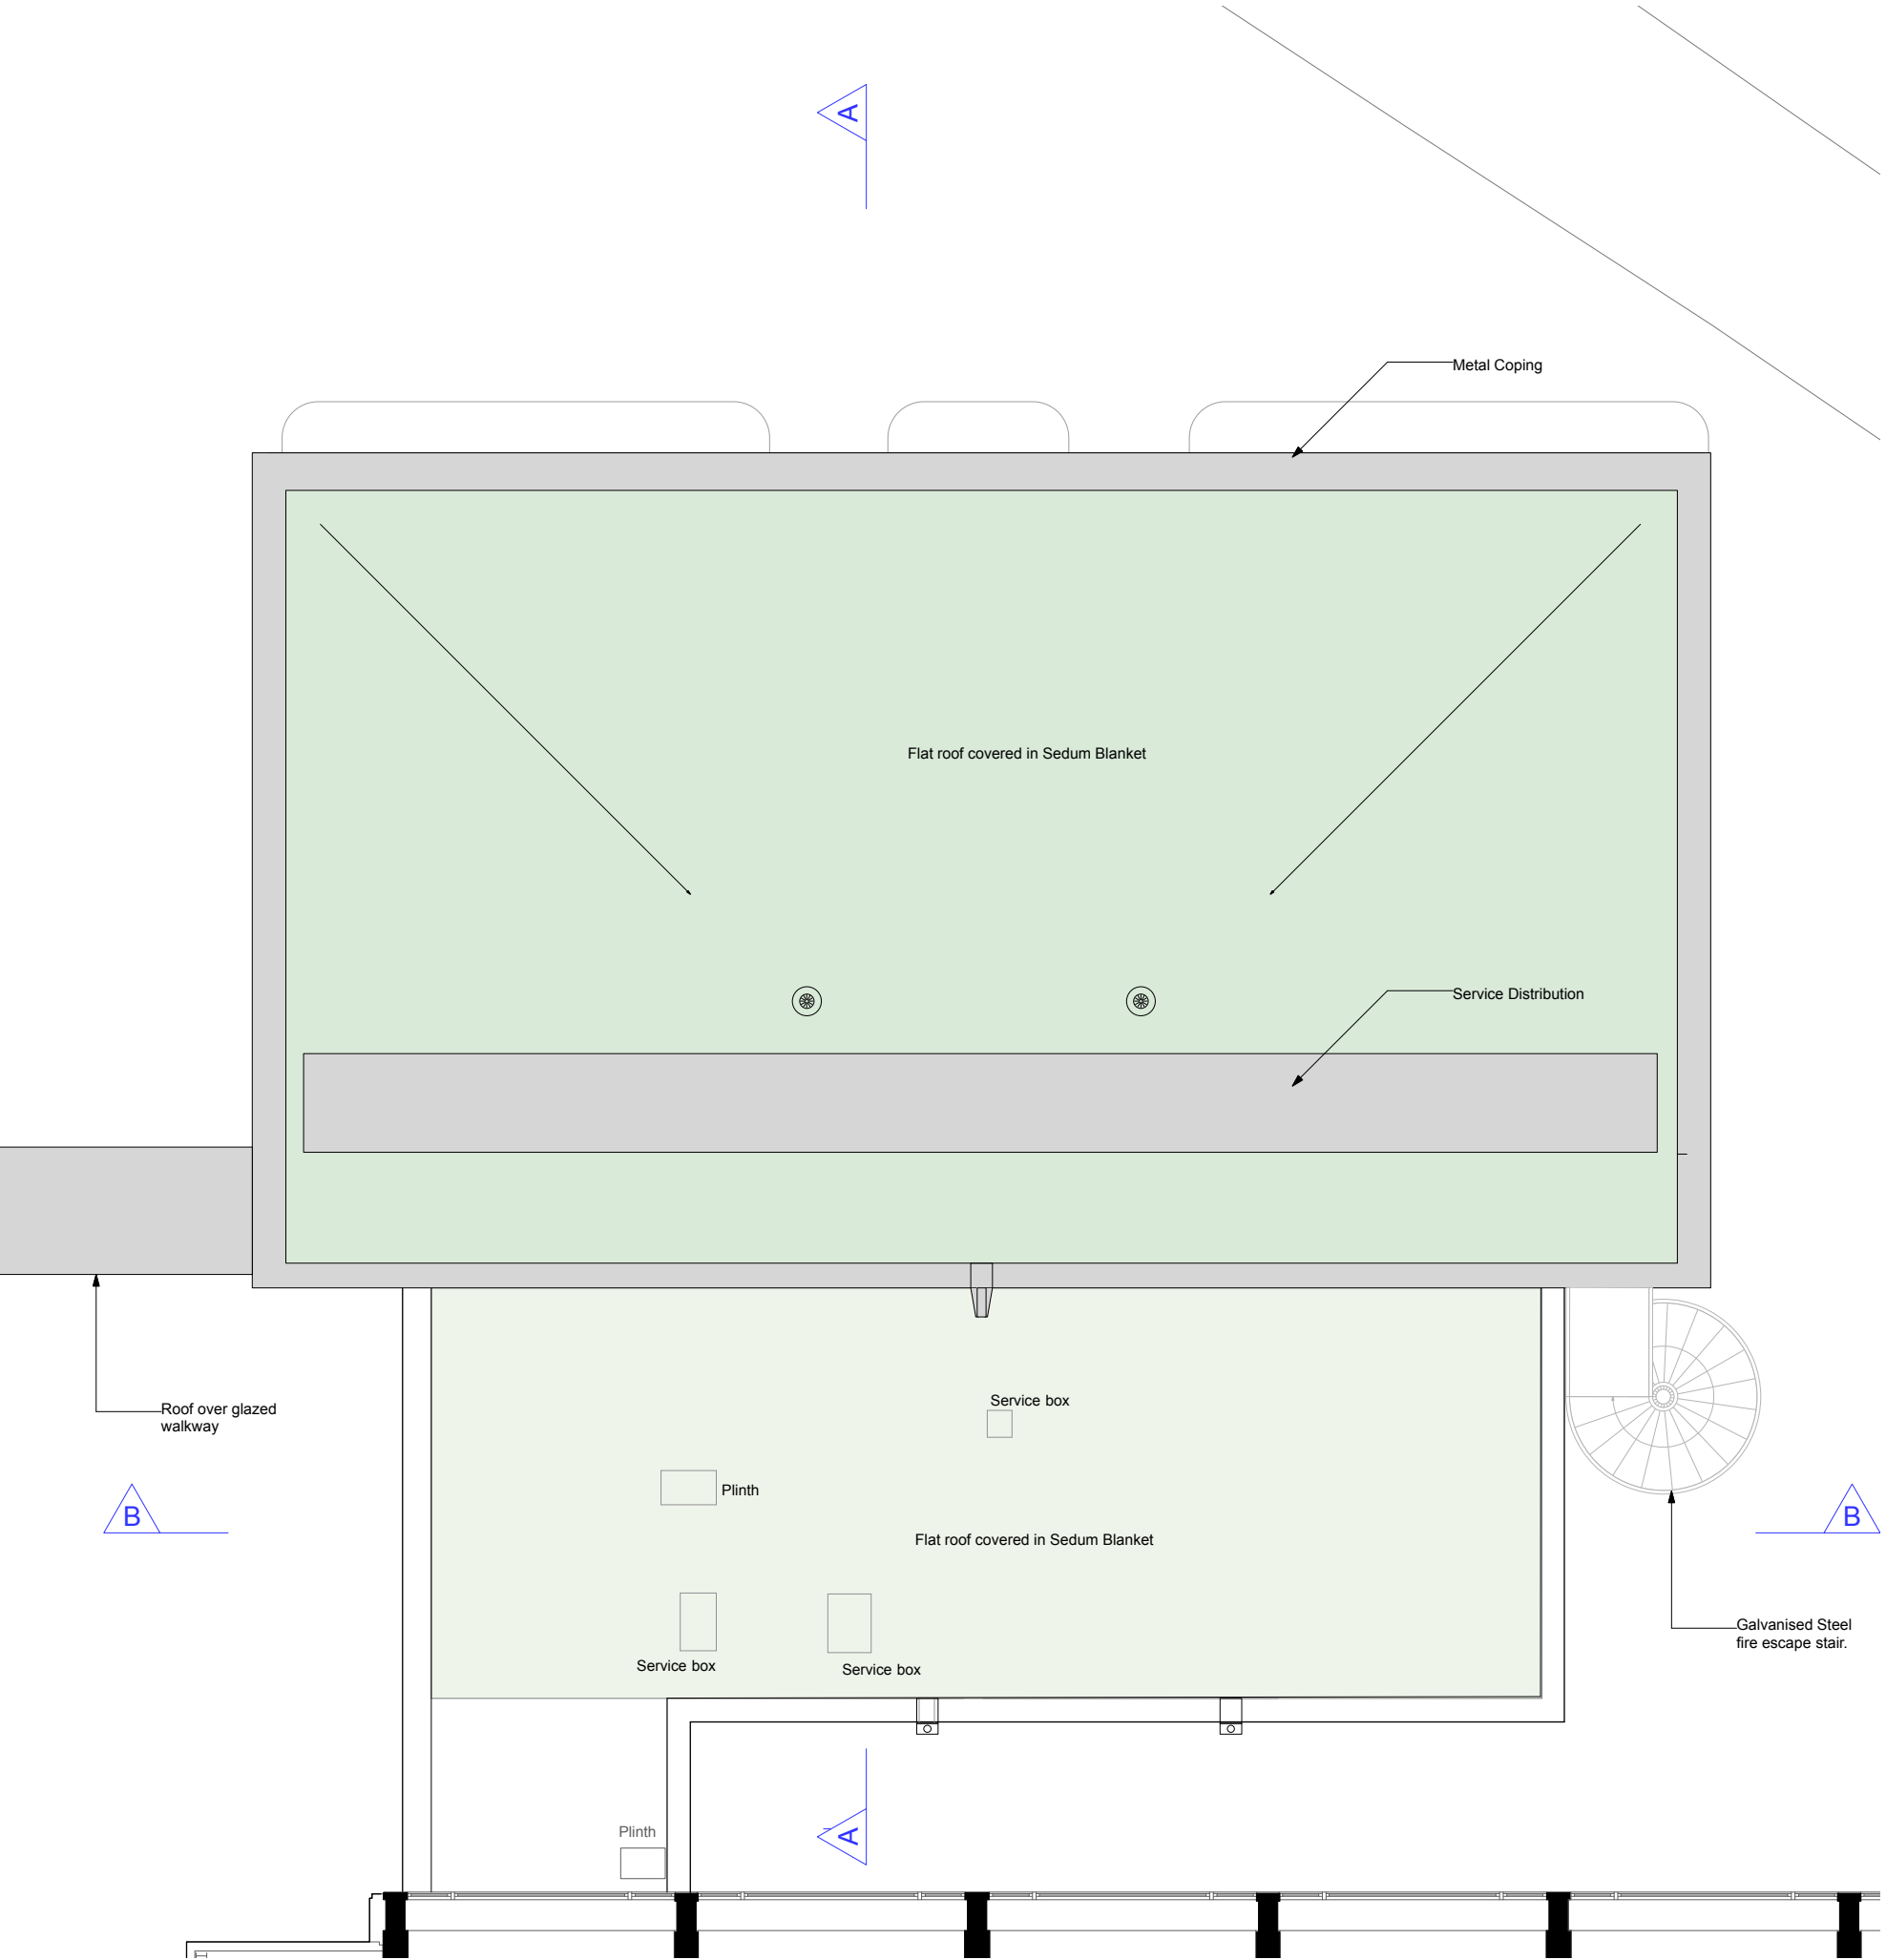 A
Metal Coping
Flat roof covered in Sedum Blanket
Service Distribution
Service box
Roof over glazed
walkway
Plinth
B
B
Flat roof covered in Sedum Blanket
Galvanised Steel
fire escape stair.
Service box
Service box
Plinth
A